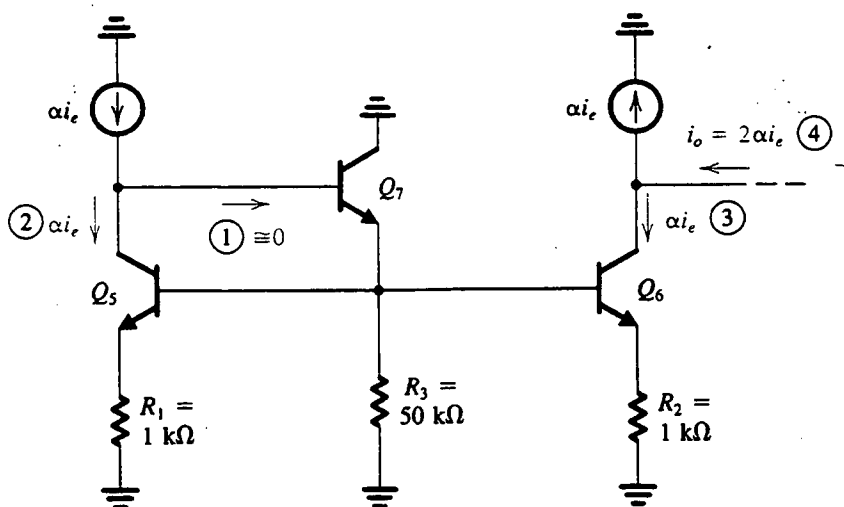 αi_e
αi_e
i_o = 2αi_e ④
Q_7
② αi_e
① ≅0
αi_e ③
Q_5
Q_6
R_1 =
1 kΩ
R_3 =
50 kΩ
R_2 =
1 kΩ